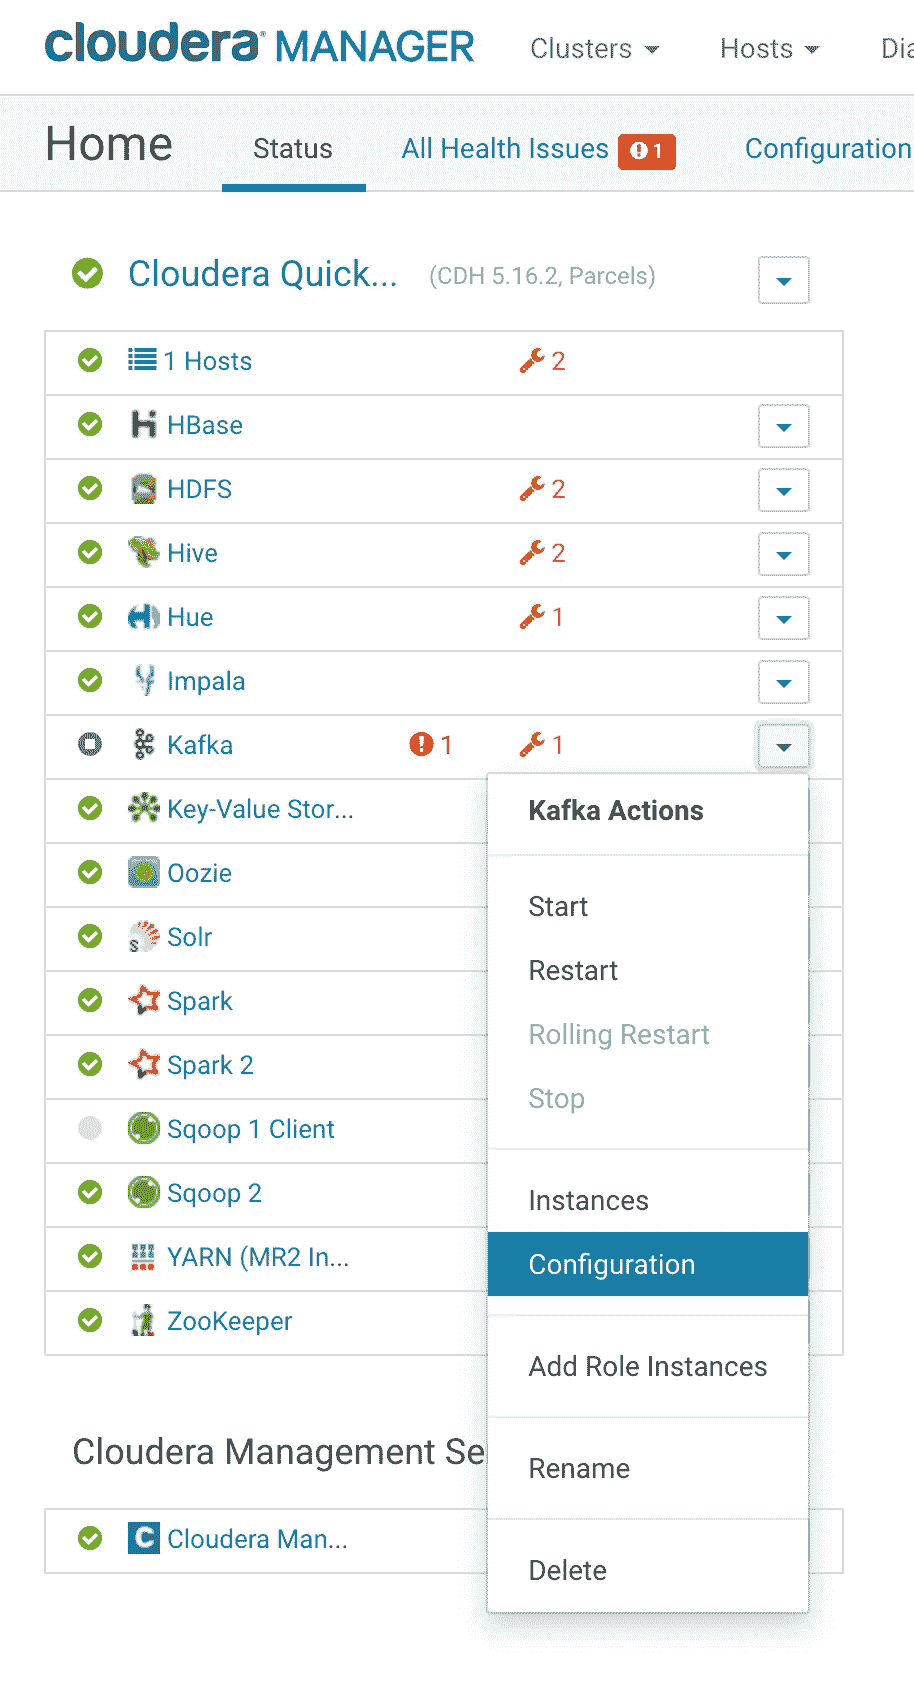 cloudera MANAGER Clusters Hosts Dia
Home Status All Health Issues 1 Configuration
Cloudera Quick... (CDH 5.16.2, Parcels)
1 Hosts 2
HBase
HDFS 2
Hive 2
Hue 1
Impala
Kafka 1 1
Key-Value Stor...
Oozie
Solr
Spark
Spark 2
Sqoop 1 Client
Sqoop 2
YARN (MR2 In...
ZooKeeper
Kafka Actions
Start
Restart
Rolling Restart
Stop
Instances
Configuration
Add Role Instances
Rename
Delete
Cloudera Management Se
C Cloudera Man...